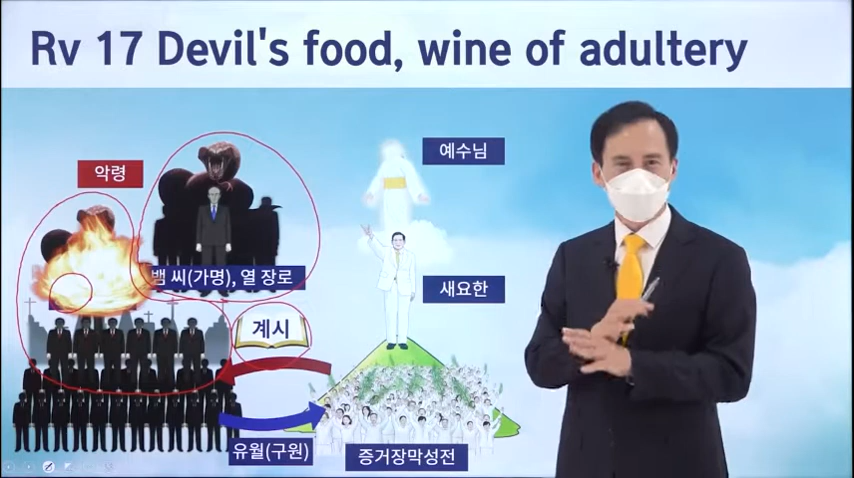 Rv 17 Devil's food, wine of adultery
악령
예수님
뱀 씨(가명), 열 장로
새요한
계시
유월(구원)
증거장막성전